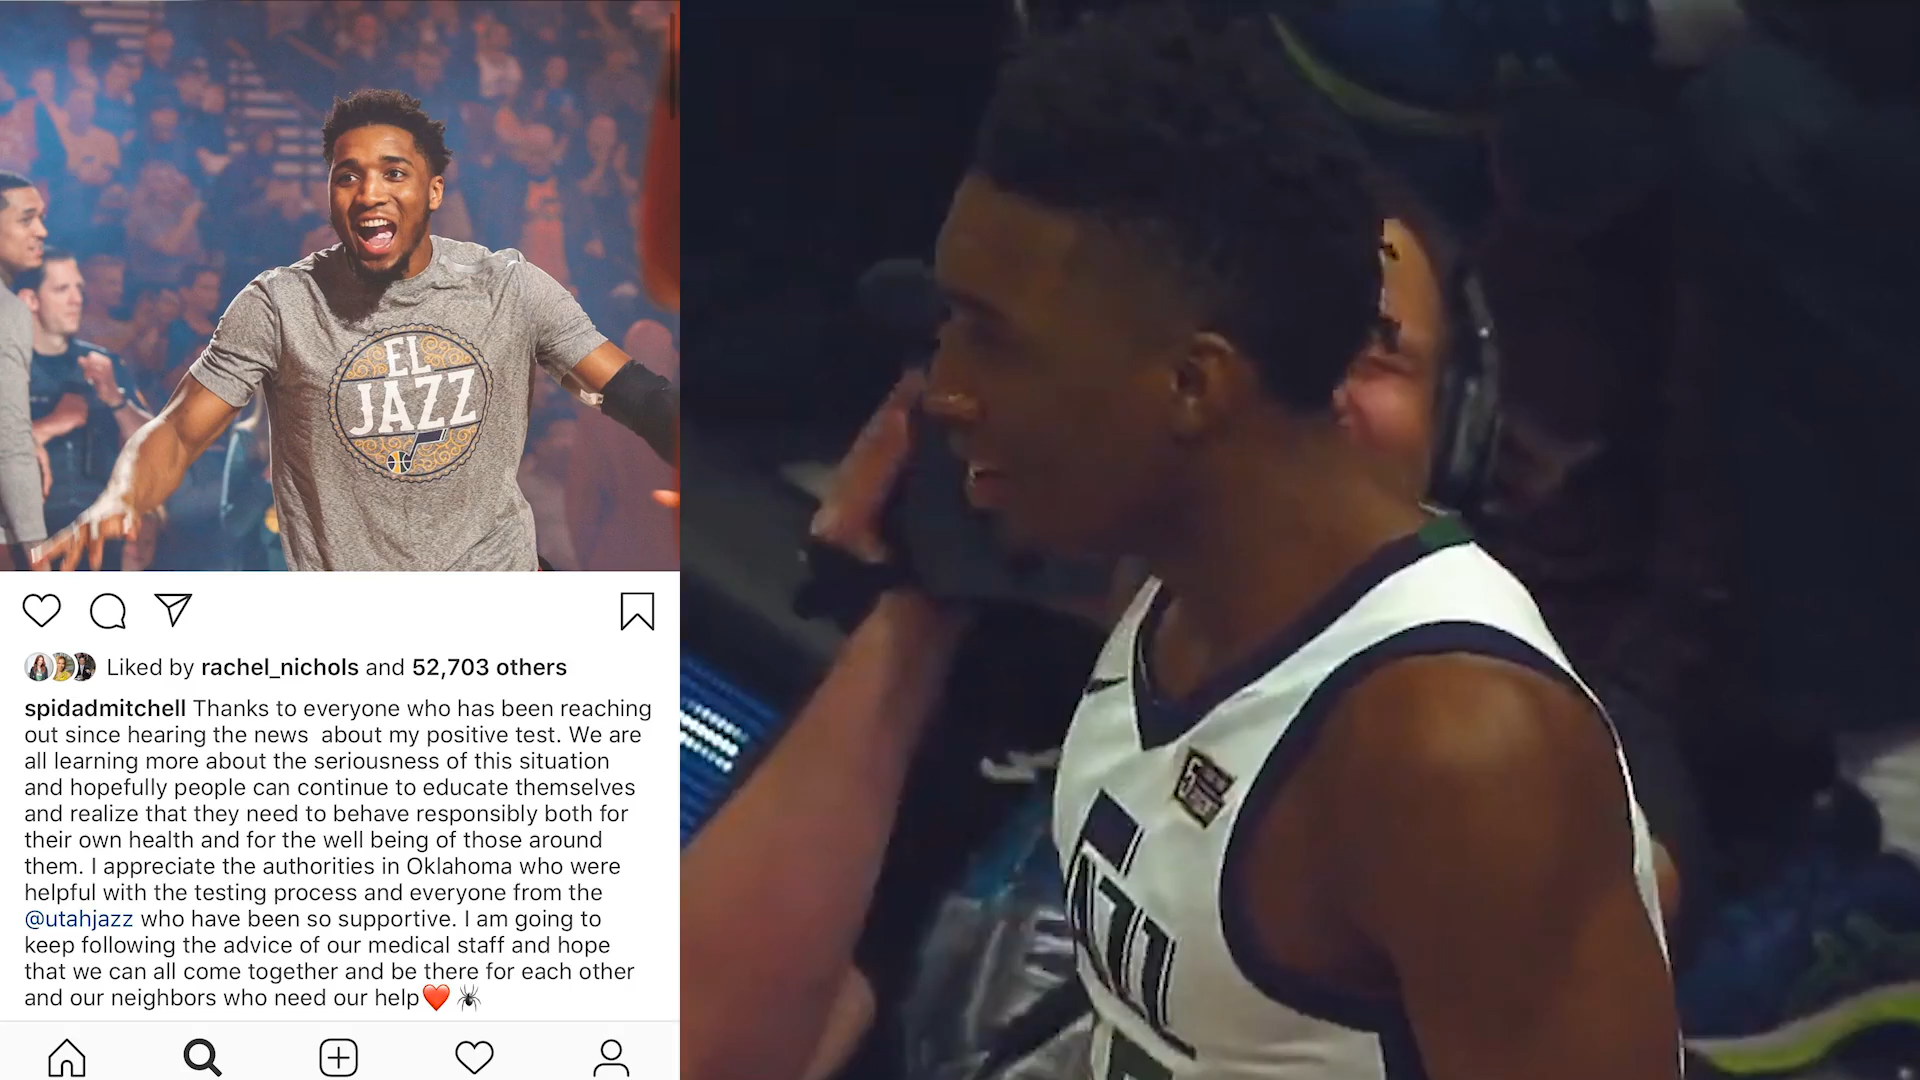 EL
JAZZ
Liked by rachel_nichols and 52,703 others
spidadmitchell Thanks to everyone who has been reaching
out since hearing the news  about my positive test. We are
all learning more about the seriousness of this situation
and hopefully people can continue to educate themselves
and realize that they need to behave responsibly both for
their own health and for the well being of those around
them. I appreciate the authorities in Oklahoma who were
helpful with the testing process and everyone from the
@utahjazz who have been so supportive. I am going to
keep following the advice of our medical staff and hope
that we can all come together and be there for each other
and our neighbors who need our help❤️ 🕷